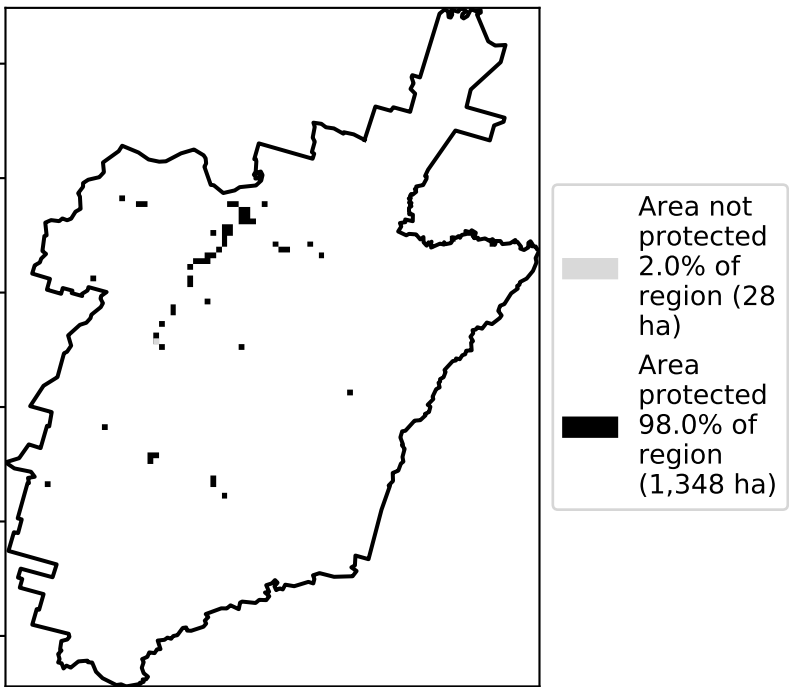 Area not
protected
2.0% of
region (28
ha)
Area
protected
98.0% of
region
(1,348 ha)